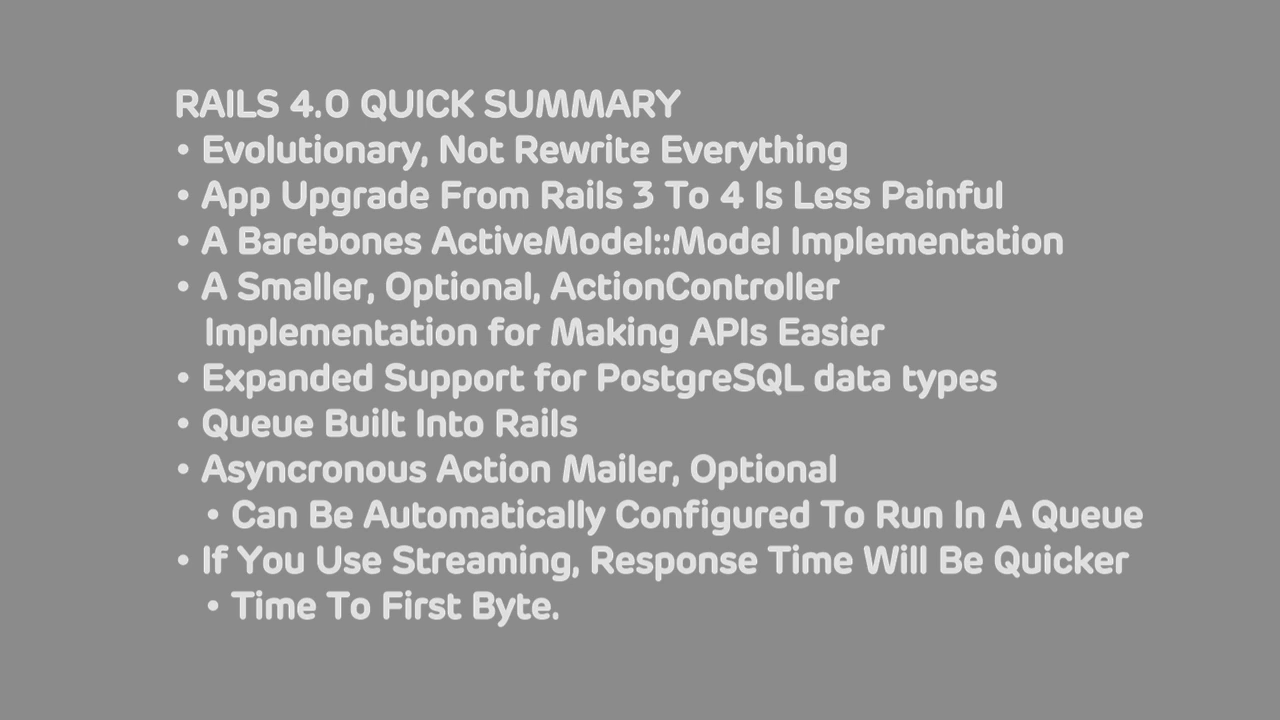 RAILS 4.0 QUICK SUMMARY
• Evolutionary, Not Rewrite Everything
• App Upgrade From Rails 3 To 4 Is Less Painful
• A Barebones ActiveModel::Model Implementation
• A Smaller, Optional, ActionController
Implementation for Making APIs Easier
• Expanded Support for PostgreSQL data types
• Queue Built Into Rails
• Asyncronous Action Mailer, Optional
• Can Be Automatically Configured To Run In A Queue
• If You Use Streaming, Response Time Will Be Quicker
• Time To First Byte.